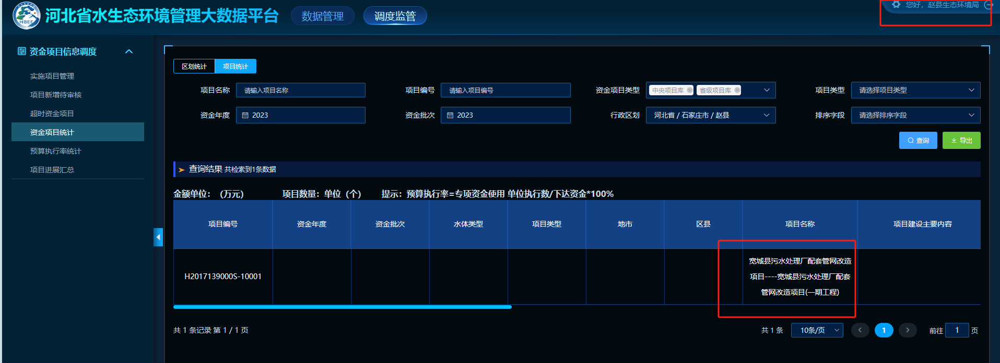 河北省水生态环境管理大数据平台
数据管理
调度监管
您好，赵县生态环境局
HBEE
资金项目信息调度
实施项目管理
项目新增待审核
超时资金项目
资金项目统计
预算执行率统计
项目进展汇总
区划统计
项目统计
项目名称 请输入项目名称
项目编号 请输入项目编号
资金项目类型 中央项目库 省级项目库
项目类型 请选择项目类型
资金年度 2023
资金批次 2023
行政区划 河北省 / 石家庄市 / 赵县
排序字段 请选择排序字段
查询
导出
查询结果 共检索到1条数据
金额单位：（万元） 项目数量：单位（个） 提示：预算执行率=专项资金使用 单位执行数/下达资金*100%
项目编号 资金年度 资金批次 水体类型 项目类型 地市 区县 项目名称 项目建设主要内容
H2017139000S-10001
宽城县污水处理厂配套管网改造
项目----宽城县污水处理厂配套
管网改造项目(一期工程)
共 1 条记录 第 1 / 1 页
共 1 条 10条/页 1 前往 1 页